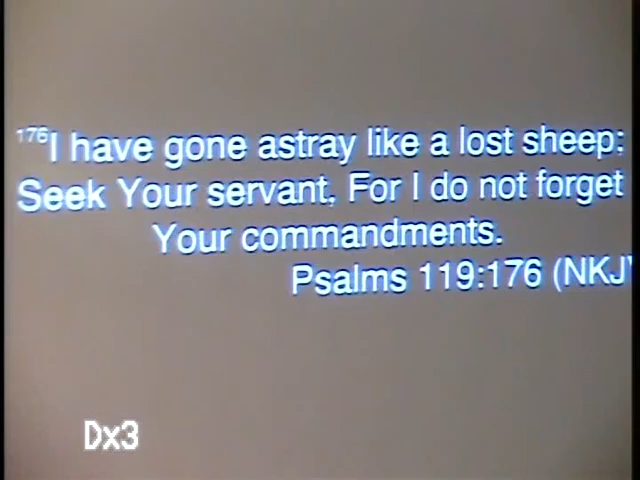 ¹⁷⁶I have gone astray like a lost sheep;
Seek Your servant, For I do not forget
Your commandments.
Psalms 119:176 (NKJV
Dx3